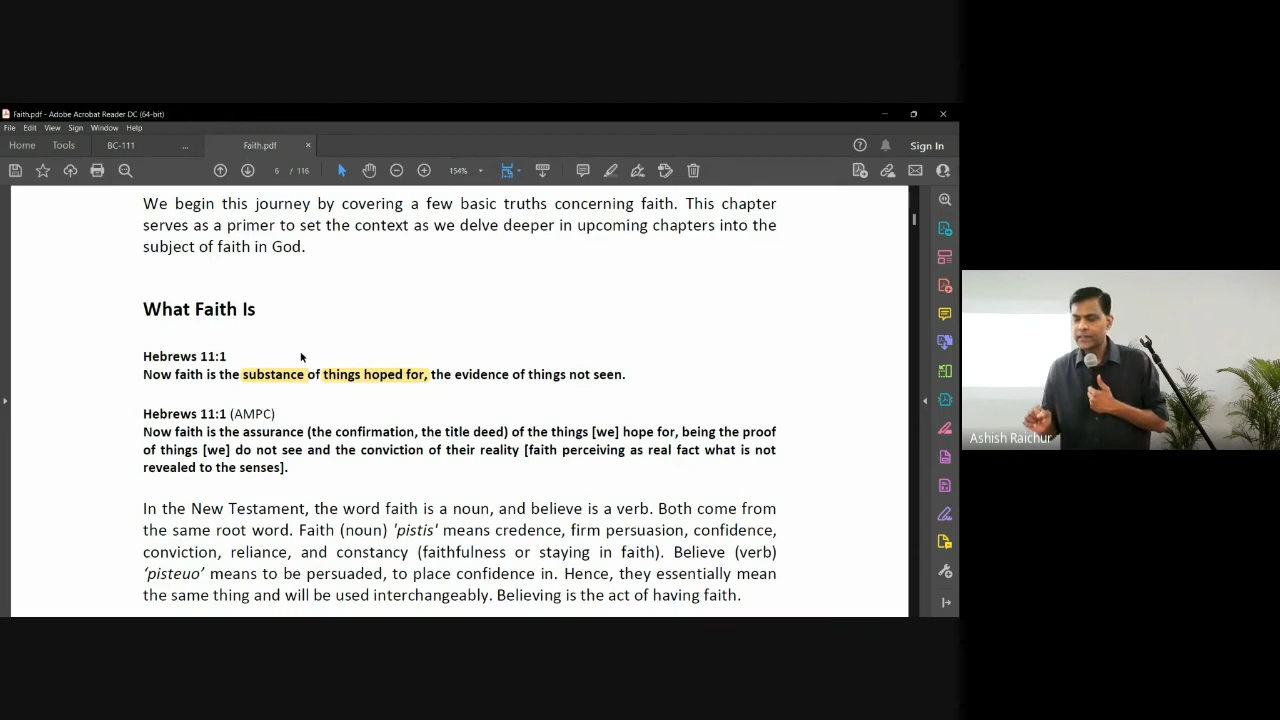 Faith.pdf - Adobe Acrobat Reader DC (64-bit)
File Edit View Sign Window Help
Home Tools BC-111 ... Faith.pdf × Sign In
6 / 116 154%
We begin this journey by covering a few basic truths concerning faith. This chapter
serves as a primer to set the context as we delve deeper in upcoming chapters into the
subject of faith in God.
What Faith Is
Hebrews 11:1
Now faith is the substance of things hoped for, the evidence of things not seen.
Hebrews 11:1 (AMPC)
Now faith is the assurance (the confirmation, the title deed) of the things [we] hope for, being the proof
of things [we] do not see and the conviction of their reality [faith perceiving as real fact what is not
revealed to the senses].
In the New Testament, the word faith is a noun, and believe is a verb. Both come from
the same root word. Faith (noun) 'pistis' means credence, firm persuasion, confidence,
conviction, reliance, and constancy (faithfulness or staying in faith). Believe (verb)
‘pisteuo’ means to be persuaded, to place confidence in. Hence, they essentially mean
the same thing and will be used interchangeably. Believing is the act of having faith.
Ashish Raichur